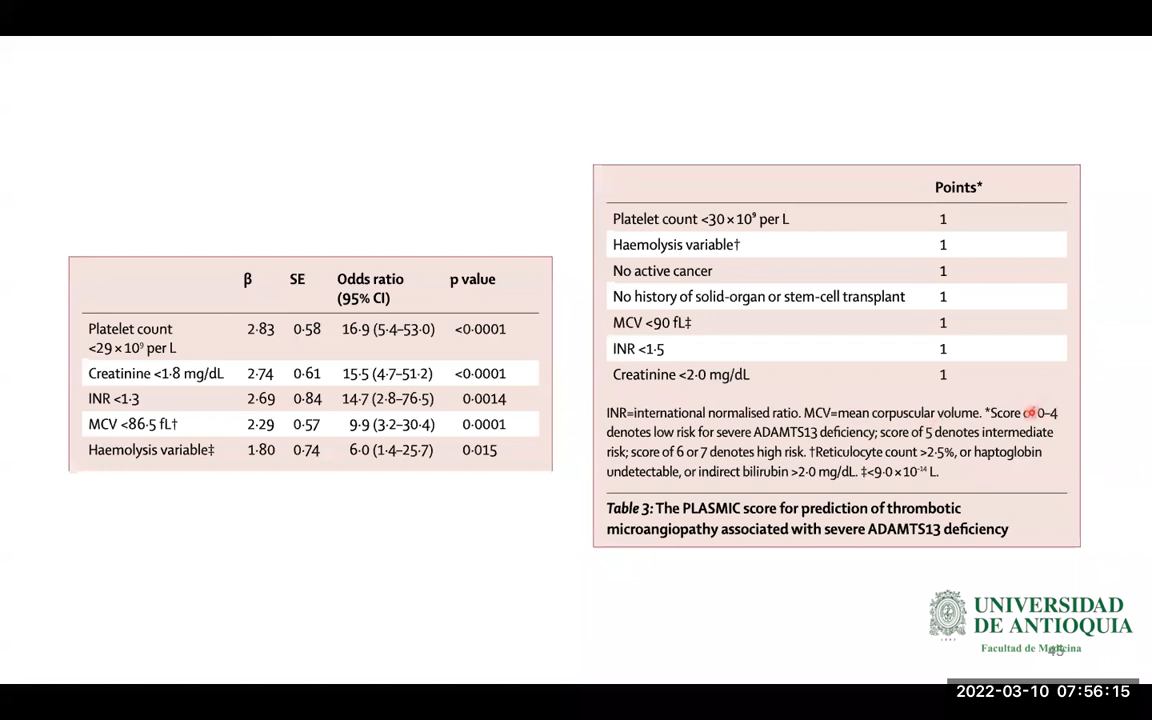 β SE Odds ratio p value
(95% CI)
Platelet count 2·83 0·58 16·9 (5·4–53·0) <0·0001
<29 × 10⁹ per L
Creatinine <1·8 mg/dL 2·74 0·61 15·5 (4·7–51·2) <0·0001
INR <1·3 2·69 0·84 14·7 (2·8–76·5) 0·0014
MCV <86·5 fL† 2·29 0·57 9·9 (3·2–30·4) 0·0001
Haemolysis variable‡ 1·80 0·74 6·0 (1·4–25·7) 0·015
Points*
Platelet count <30 × 10⁹ per L 1
Haemolysis variable† 1
No active cancer 1
No history of solid-organ or stem-cell transplant 1
MCV <90 fL‡ 1
INR <1·5 1
Creatinine <2·0 mg/dL 1
INR=international normalised ratio. MCV=mean corpuscular volume. *Score 0–4
denotes low risk for severe ADAMTS13 deficiency; score of 5 denotes intermediate
risk; score of 6 or 7 denotes high risk. †Reticulocyte count >2·5%, or haptoglobin
undetectable, or indirect bilirubin >2·0 mg/dL. ‡<9·0 × 10⁻¹⁴ L.
Table 3: The PLASMIC score for prediction of thrombotic
microangiopathy associated with severe ADAMTS13 deficiency
UNIVERSIDAD
DE ANTIOQUIA
1803
Facultad de Medicina
2022-03-10 07:56:15